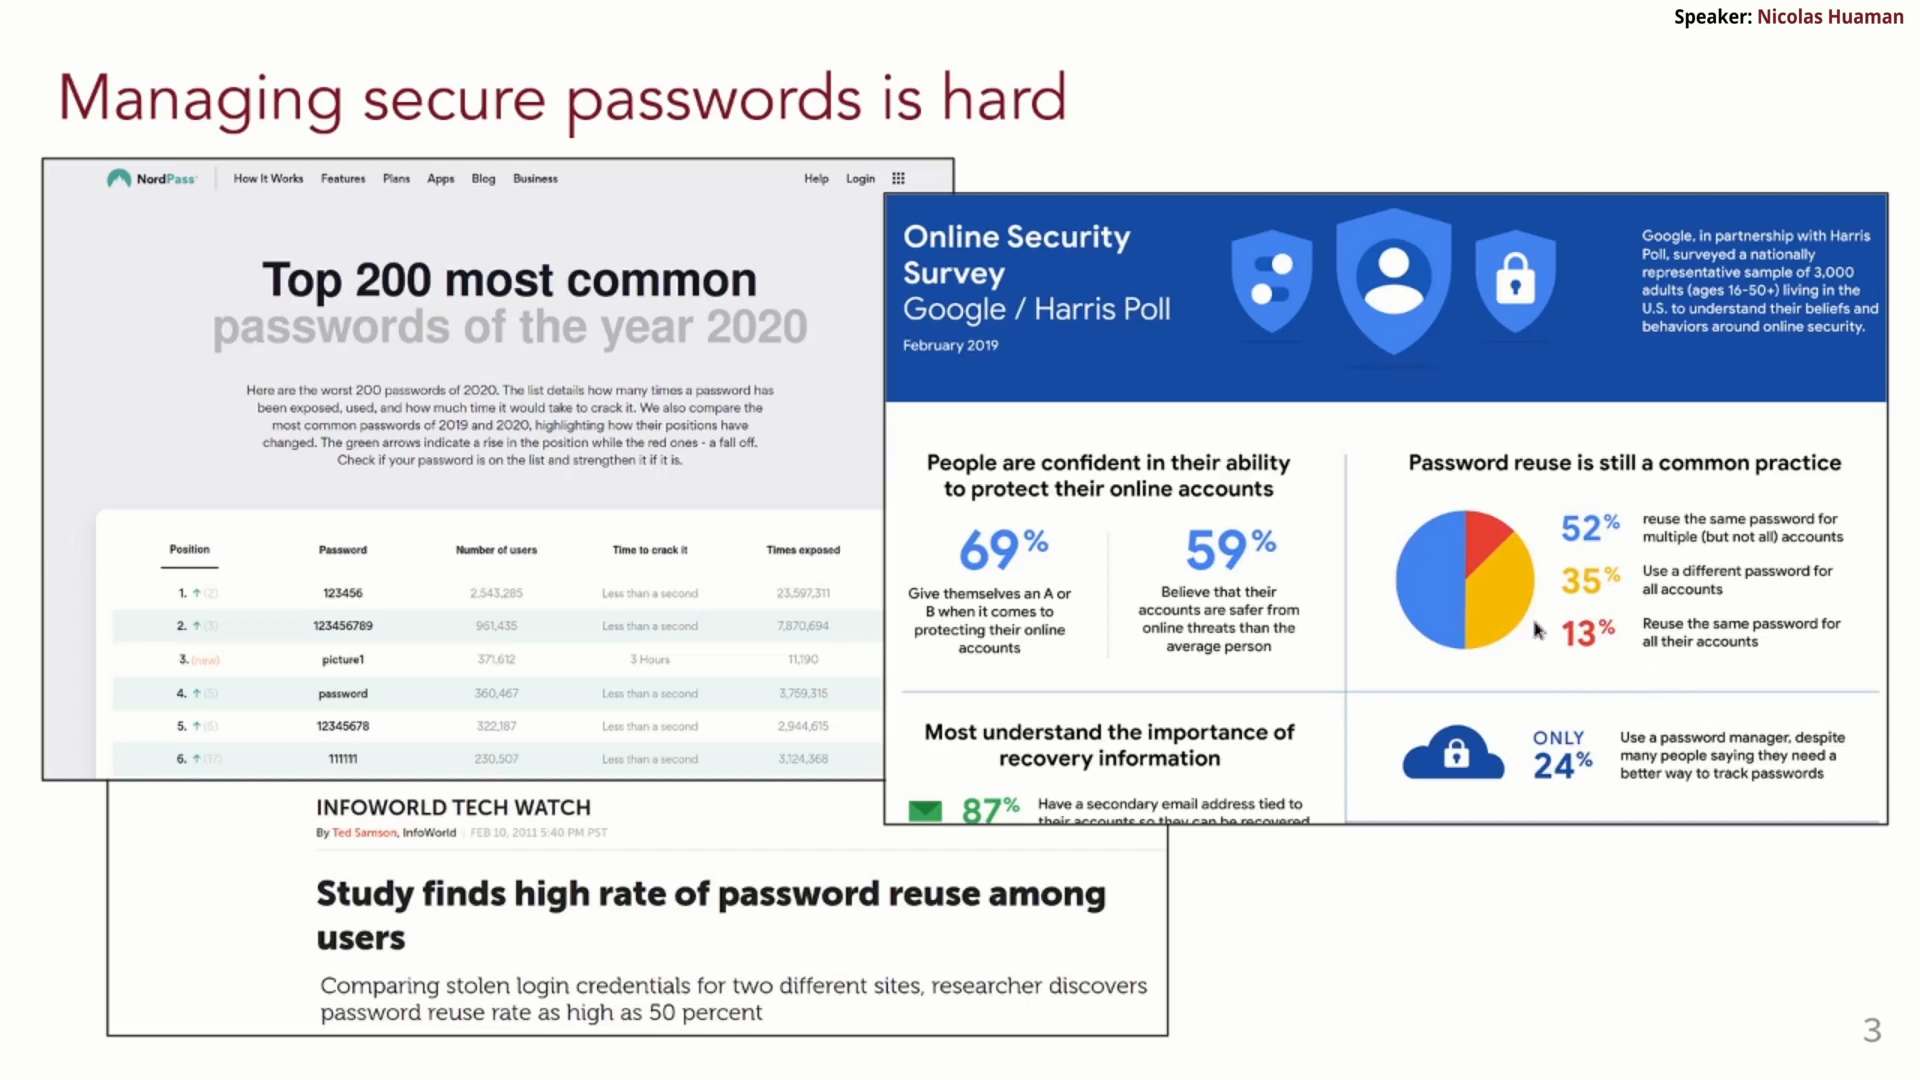 Speaker: Nicolas Huaman
Managing secure passwords is hard
NordPass
How It Works
Features
Plans
Apps
Blog
Business
Help
Login
Top 200 most common
passwords of the year 2020
Here are the worst 200 passwords of 2020. The list details how many times a password has
been exposed, used, and how much time it would take to crack it. We also compare the
most common passwords of 2019 and 2020, highlighting how their positions have
changed. The green arrows indicate a rise in the position while the red ones - a fall off.
Check if your password is on the list and strengthen it if it is.
Position Password Number of users Time to crack it Times exposed
1. ↑ (2) 123456 2,543,285 Less than a second 23,597,311
2. ↑ (3) 123456789 961,435 Less than a second 7,870,694
3. (new) picture1 371,612 3 Hours 11,190
4. ↑ (5) password 360,467 Less than a second 3,759,315
5. ↑ (6) 12345678 322,187 Less than a second 2,944,615
6. ↑ (17) 111111 230,507 Less than a second 3,124,368
Online Security
Survey
Google / Harris Poll
February 2019
Google, in partnership with Harris
Poll, surveyed a nationally
representative sample of 3,000
adults (ages 16-50+) living in the
U.S. to understand their beliefs and
behaviors around online security.
People are confident in their ability
to protect their online accounts
69%
Give themselves an A or
B when it comes to
protecting their online
accounts
59%
Believe that their
accounts are safer from
online threats than the
average person
Password reuse is still a common practice
52% reuse the same password for
multiple (but not all) accounts
35% Use a different password for
all accounts
13% Reuse the same password for
all their accounts
Most understand the importance of
recovery information
87% Have a secondary email address tied to
their accounts so they can be recovered
ONLY
24%
Use a password manager, despite
many people saying they need a
better way to track passwords
INFOWORLD TECH WATCH
By Ted Samson, InfoWorld | FEB 10, 2011 5:40 PM PST
Study finds high rate of password reuse among
users
Comparing stolen login credentials for two different sites, researcher discovers
password reuse rate as high as 50 percent
3